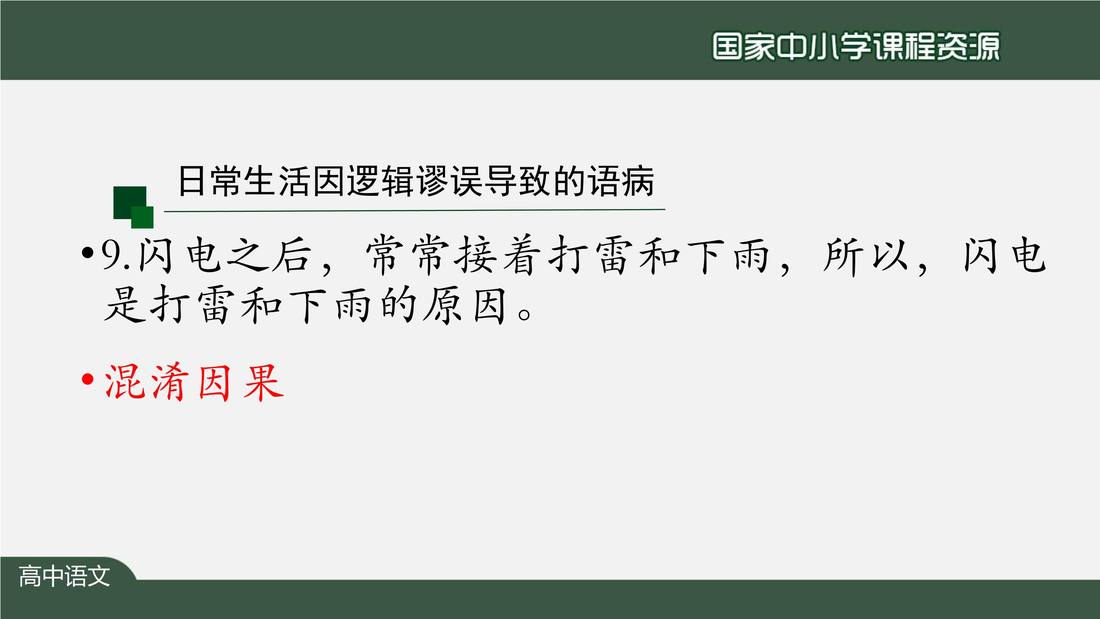 国家中小学课程资源
日常生活因逻辑谬误导致的语病
•9.闪电之后，常常接着打雷和下雨，所以，闪电
是打雷和下雨的原因。
•混淆因果
高中语文